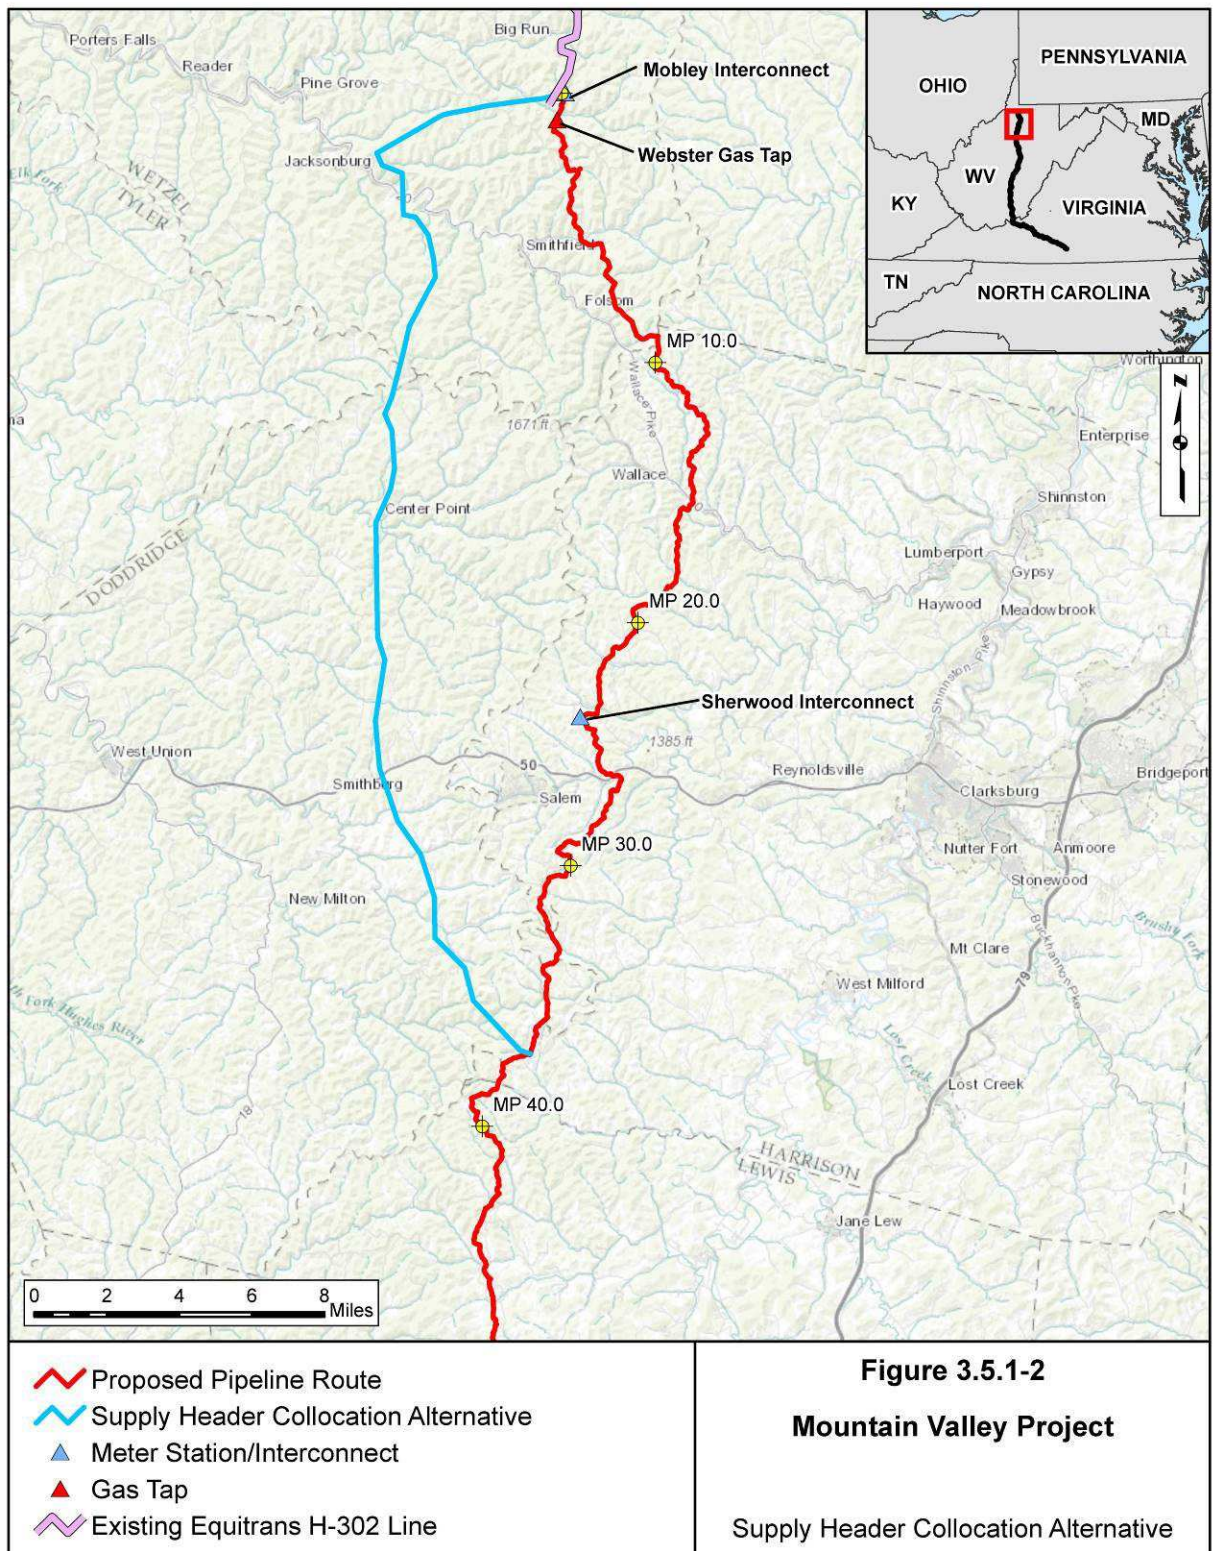 Big Run
Porters Falls
Reader
Pine Grove
Mobley Interconnect
Webster Gas Tap
Jacksonburg
WETZEL
TYLER
20
Smithfield
Folsom
MP 10.0
Wallace Pike
1671 ft
Wallace
Center Point
DODDRIDGE
OHIO
PENNSYLVANIA
MD
WV
KY
VIRGINIA
TN
NORTH CAROLINA
Worthington
N
Enterprise
Shinnston
Lumberport
Gypsy
Haywood
Meadowbrook
Shinnston Pike
MP 20.0
Sherwood Interconnect
1385 ft
West Union
Smithburg
50
Salem
Reynoldsville
Clarksburg
Bridgeport
MP 30.0
Nutter Fort
Anmoore
Stonewood
New Milton
Brushy Fork
Buckhannon Pke
Mt Clare
West Milford
79
Fork Hughes River
Lost Creek
Lost Creek
18
MP 40.0
HARRISON
LEWIS
Jane Lew
0 2 4 6 8
Miles
Proposed Pipeline Route
Supply Header Collocation Alternative
Meter Station/Interconnect
Gas Tap
Existing Equitrans H-302 Line
Figure 3.5.1-2
Mountain Valley Project
Supply Header Collocation Alternative